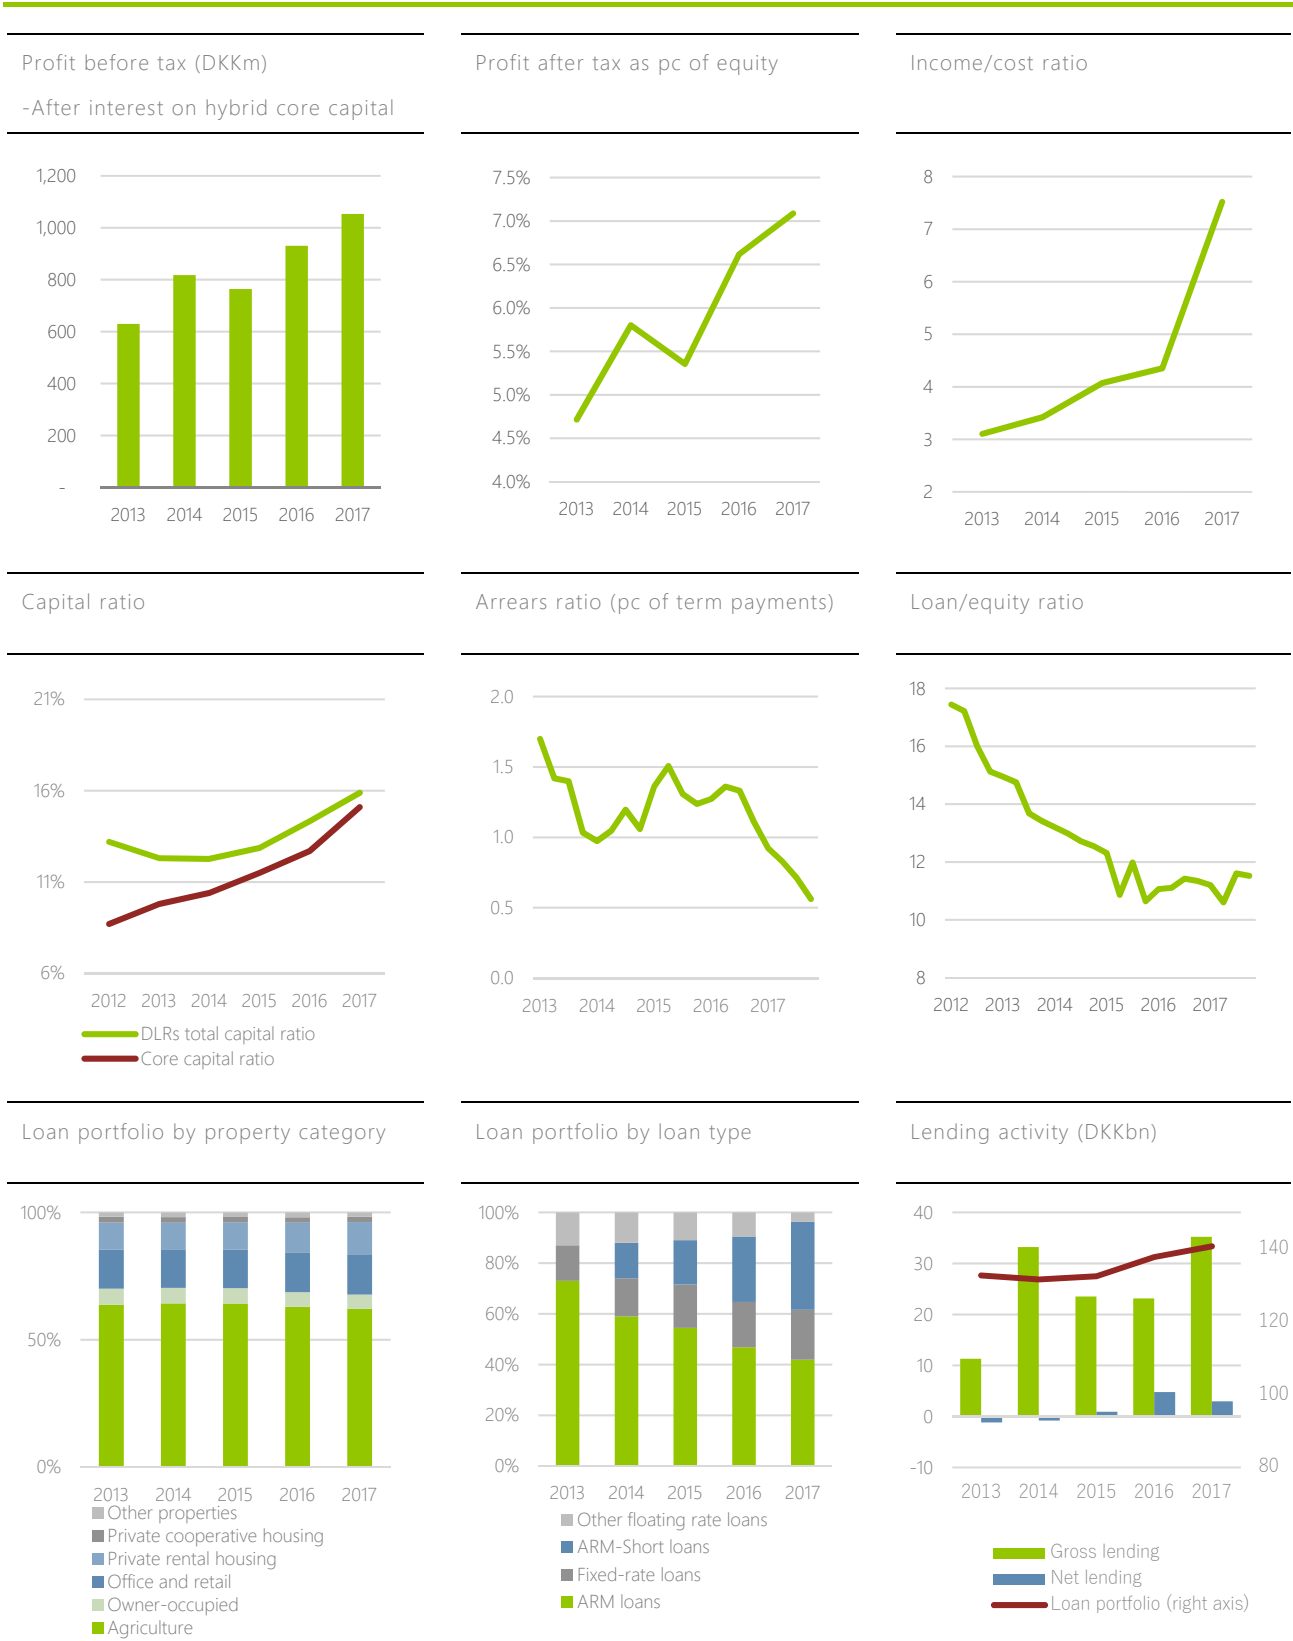 Profit before tax (DKKm)
-After interest on hybrid core capital
1,200
1,000
800
600
400
200
-
2013 2014 2015 2016 2017
Profit after tax as pc of equity
7.5%
7.0%
6.5%
6.0%
5.5%
5.0%
4.5%
4.0%
2013 2014 2015 2016 2017
Income/cost ratio
8
7
6
5
4
3
2
2013 2014 2015 2016 2017
Capital ratio
21%
16%
11%
6%
2012 2013 2014 2015 2016 2017
DLRs total capital ratio
Core capital ratio
Arrears ratio (pc of term payments)
2.0
1.5
1.0
0.5
0.0
2013 2014 2015 2016 2017
Loan/equity ratio
18
16
14
12
10
8
2012 2013 2014 2015 2016 2017
Loan portfolio by property category
100%
50%
0%
2013 2014 2015 2016 2017
Other properties
Private cooperative housing
Private rental housing
Office and retail
Owner-occupied
Agriculture
Loan portfolio by loan type
100%
80%
60%
40%
20%
0%
2013 2014 2015 2016 2017
Other floating rate loans
ARM-Short loans
Fixed-rate loans
ARM loans
Lending activity (DKKbn)
40
30
20
10
0
-10
140
120
100
80
2013 2014 2015 2016 2017
Gross lending
Net lending
Loan portfolio (right axis)